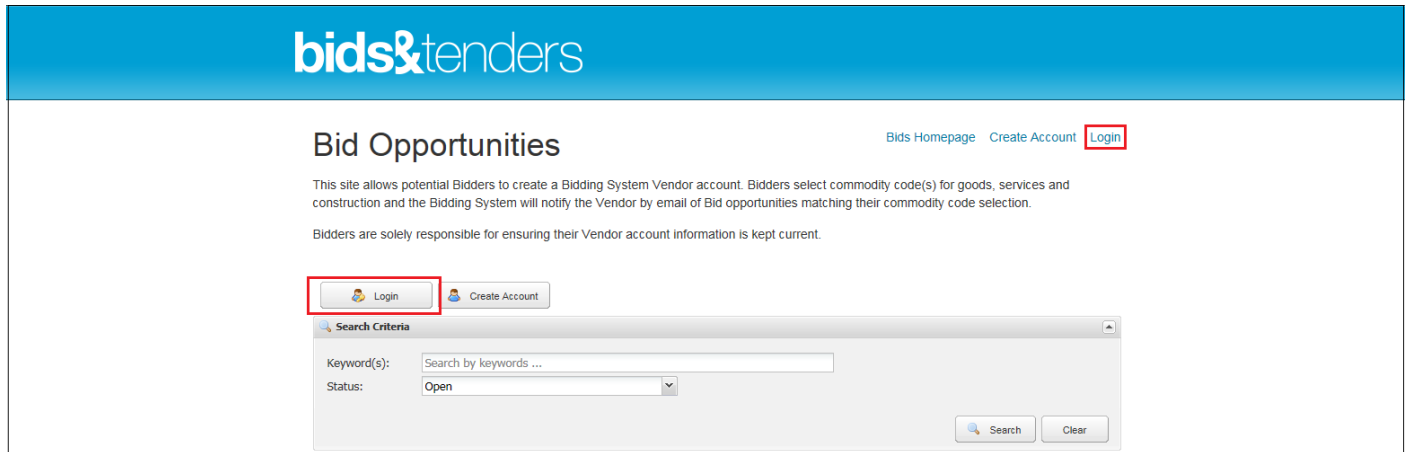 bids&tenders
Bid Opportunities
Bids Homepage Create Account Login
This site allows potential Bidders to create a Bidding System Vendor account. Bidders select commodity code(s) for goods, services and
construction and the Bidding System will notify the Vendor by email of Bid opportunities matching their commodity code selection.
Bidders are solely responsible for ensuring their Vendor account information is kept current.
Login Create Account
Search Criteria
Keyword(s): Search by keywords ...
Status: Open
Search Clear